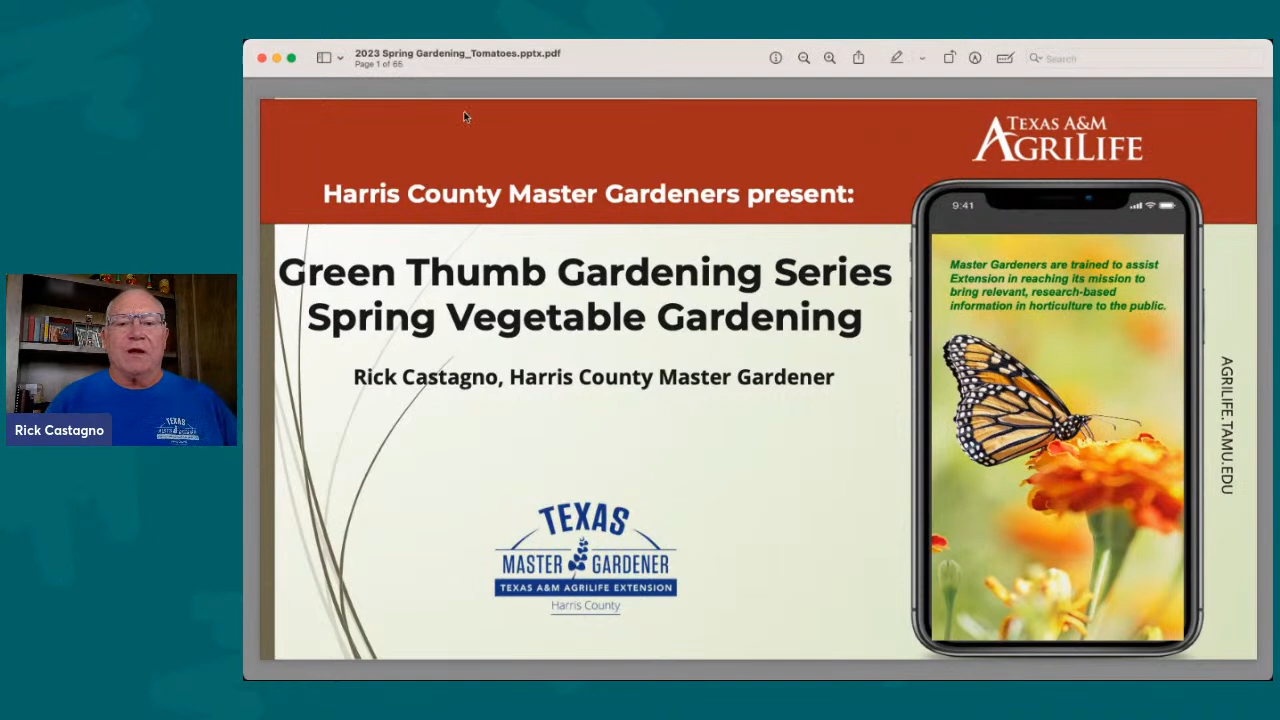 2023 Spring Gardening_Tomatoes.pptx.pdf
Page 1 of 65
Search
TEXAS A&M
AGRILIFE
Harris County Master Gardeners present:
9:41
Green Thumb Gardening Series
Spring Vegetable Gardening
Rick Castagno, Harris County Master Gardener
Master Gardeners are trained to assist
Extension in reaching its mission to
bring relevant, research-based
information in horticulture to the public.
AGRILIFE.TAMU.EDU
TEXAS
MASTER GARDENER
TEXAS A&M AGRILIFE EXTENSION
Harris County
Rick Castagno
TEXAS